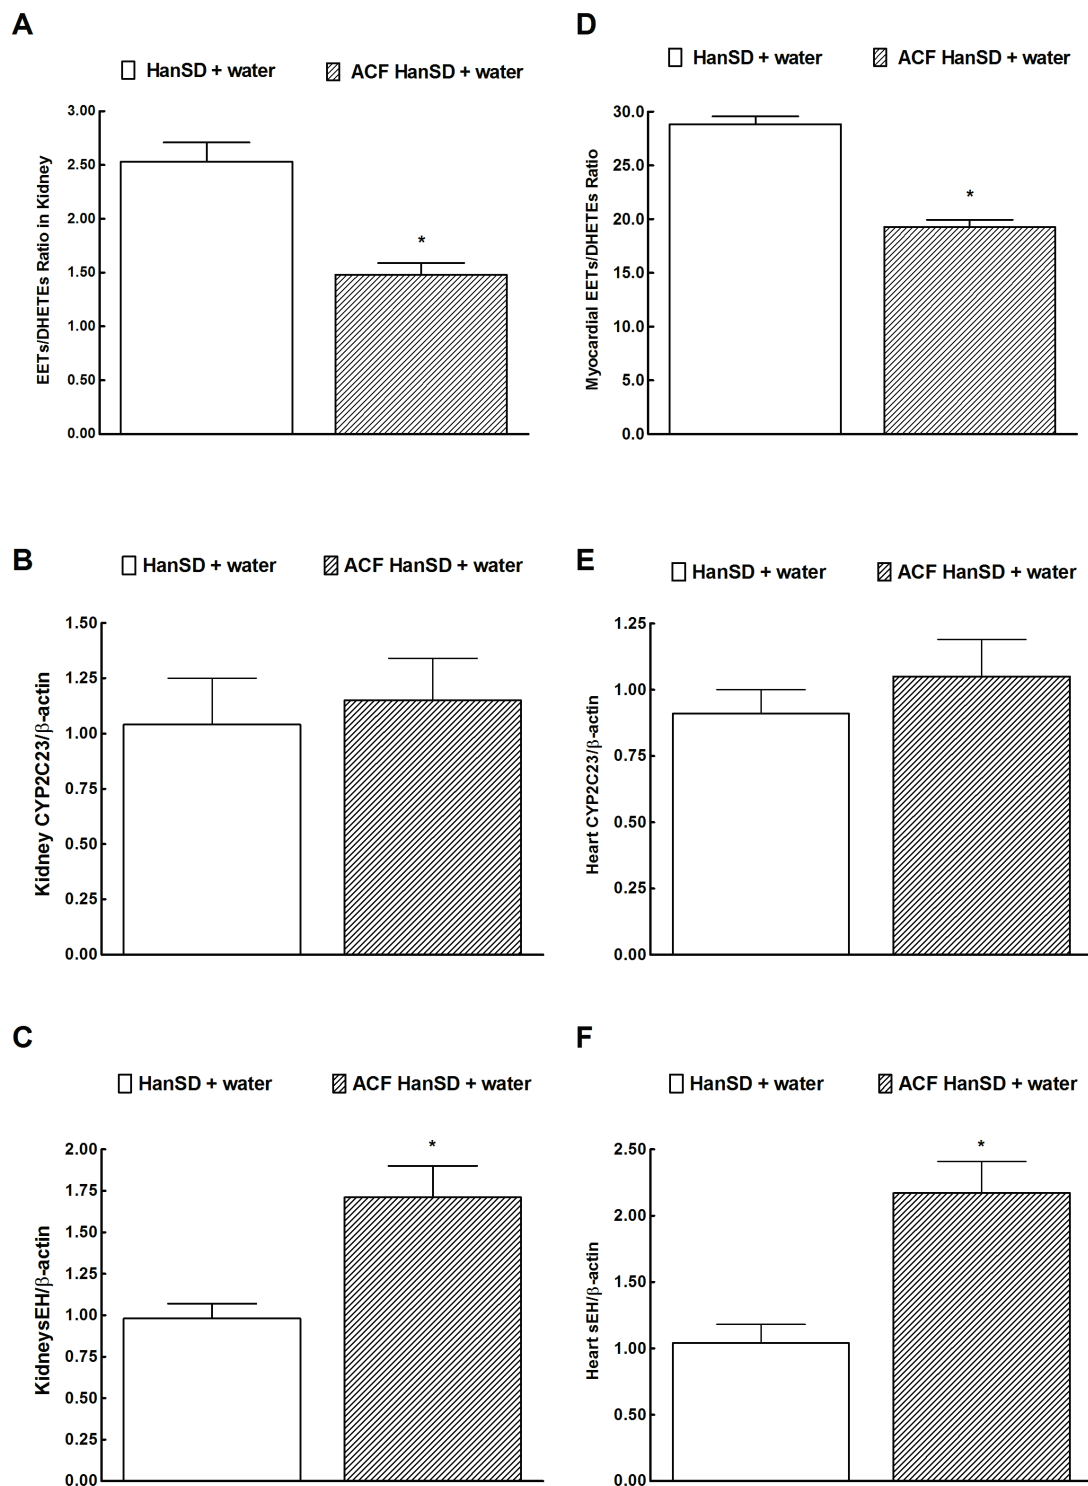 A
HanSD + water
ACF HanSD + water
EETs/DHETEs Ratio in Kidney
3.00
2.50
2.00
1.50
1.00
0.50
0.00
*
D
HanSD + water
ACF HanSD + water
Myocardial EETs/DHETEs Ratio
30.0
25.0
20.0
15.0
10.0
5.0
0.0
*
B
HanSD + water
ACF HanSD + water
Kidney CYP2C23/β-actin
1.50
1.25
1.00
0.75
0.50
0.25
0.00
E
HanSD + water
ACF HanSD + water
Heart CYP2C23/β-actin
1.25
1.00
0.75
0.50
0.25
0.00
C
HanSD + water
ACF HanSD + water
KidneysEH/β-actin
2.00
1.75
1.50
1.25
1.00
0.75
0.50
0.25
0.00
*
F
HanSD + water
ACF HanSD + water
Heart sEH/β-actin
2.50
2.00
1.50
1.00
0.50
0.00
*